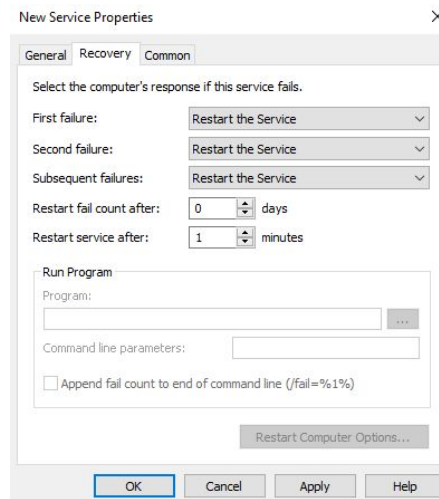 New Service Properties
General Recovery Common
Select the computer's response if this service fails.
First failure: Restart the Service
Second failure: Restart the Service
Subsequent failures: Restart the Service
Restart fail count after: 0 days
Restart service after: 1 minutes
Run Program
Program:
...
Command line parameters:
Append fail count to end of command line (/fail=%1%)
Restart Computer Options...
OK Cancel Apply Help